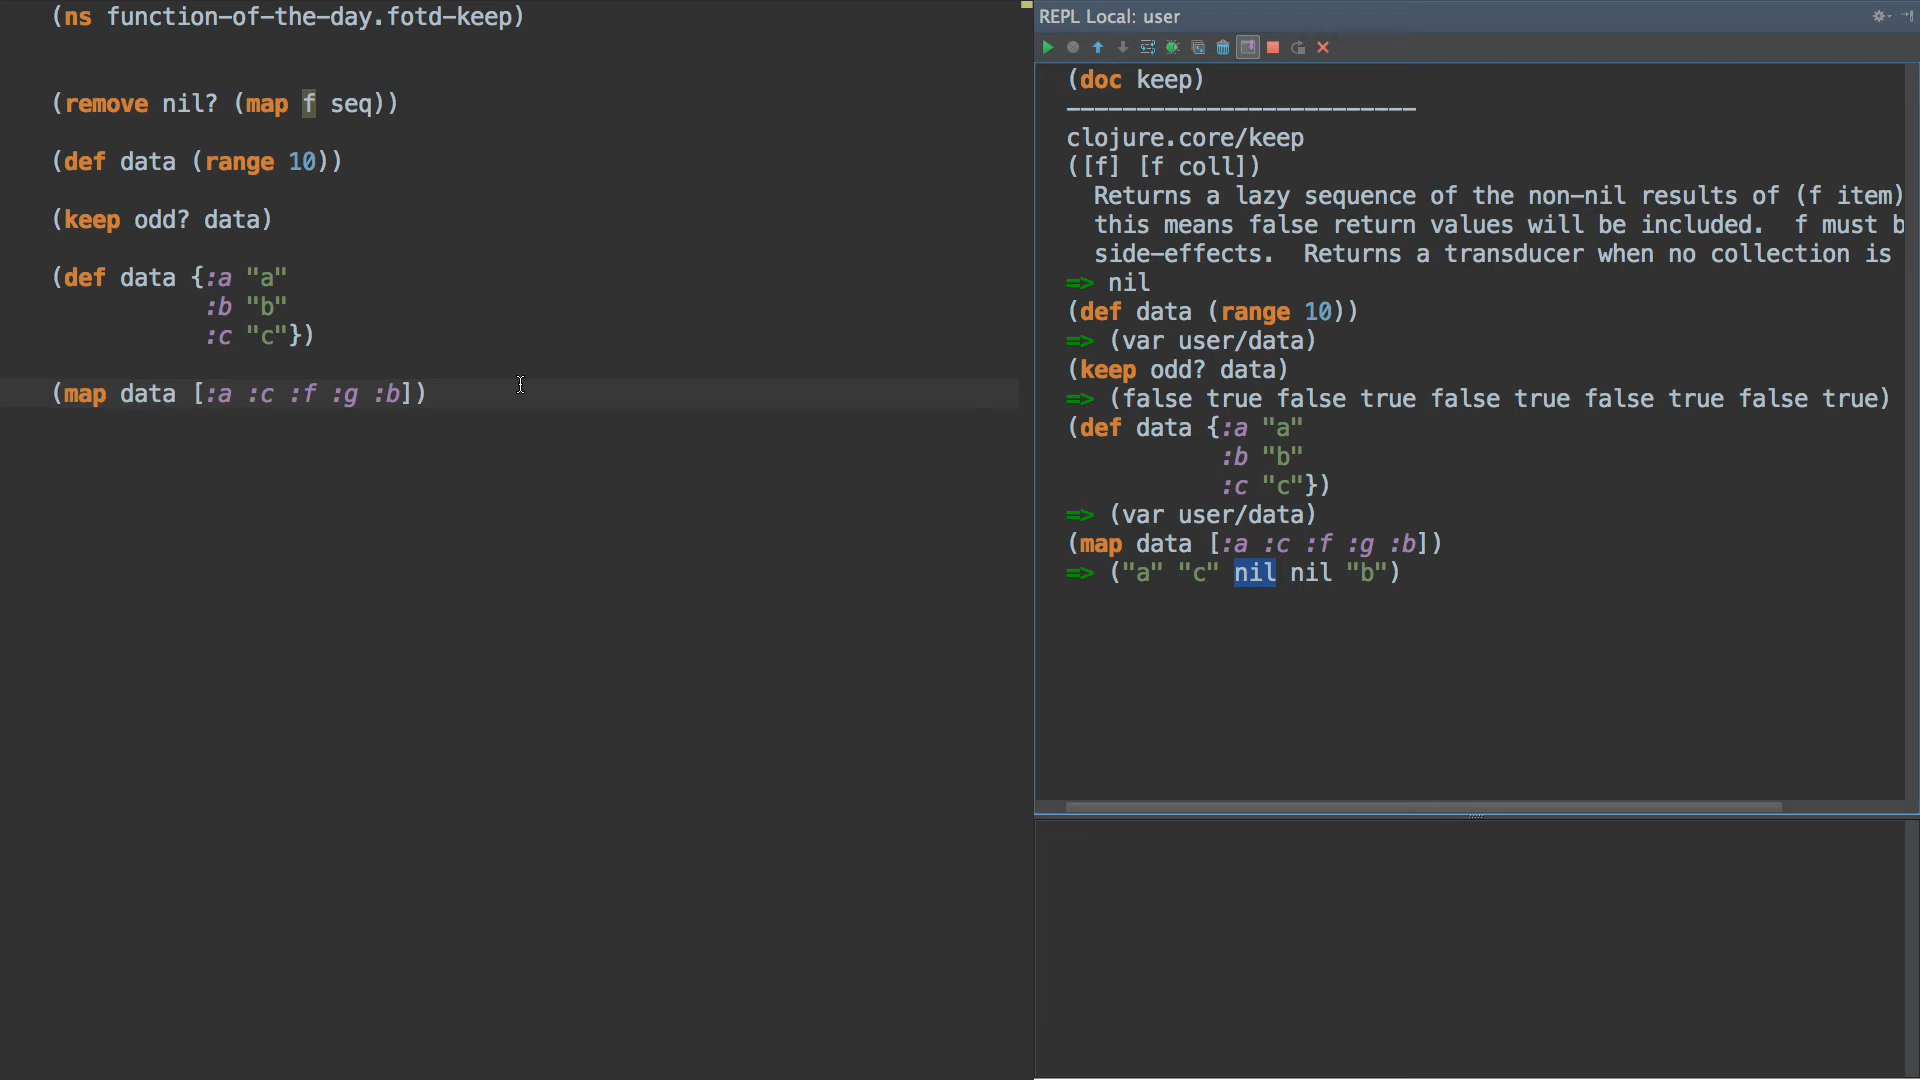 (ns function-of-the-day.fotd-keep)
(remove nil? (map f seq))
(def data (range 10))
(keep odd? data)
(def data {:a "a"
:b "b"
:c "c"})
(map data [:a :c :f :g :b])
REPL Local: user
(doc keep)
-------------------------
clojure.core/keep
([f] [f coll])
Returns a lazy sequence of the non-nil results of (f item)
this means false return values will be included.  f must b
side-effects.  Returns a transducer when no collection is
=> nil
(def data (range 10))
=> (var user/data)
(keep odd? data)
=> (false true false true false true false true false true)
(def data {:a "a"
:b "b"
:c "c"})
=> (var user/data)
(map data [:a :c :f :g :b])
=> ("a" "c" nil nil "b")